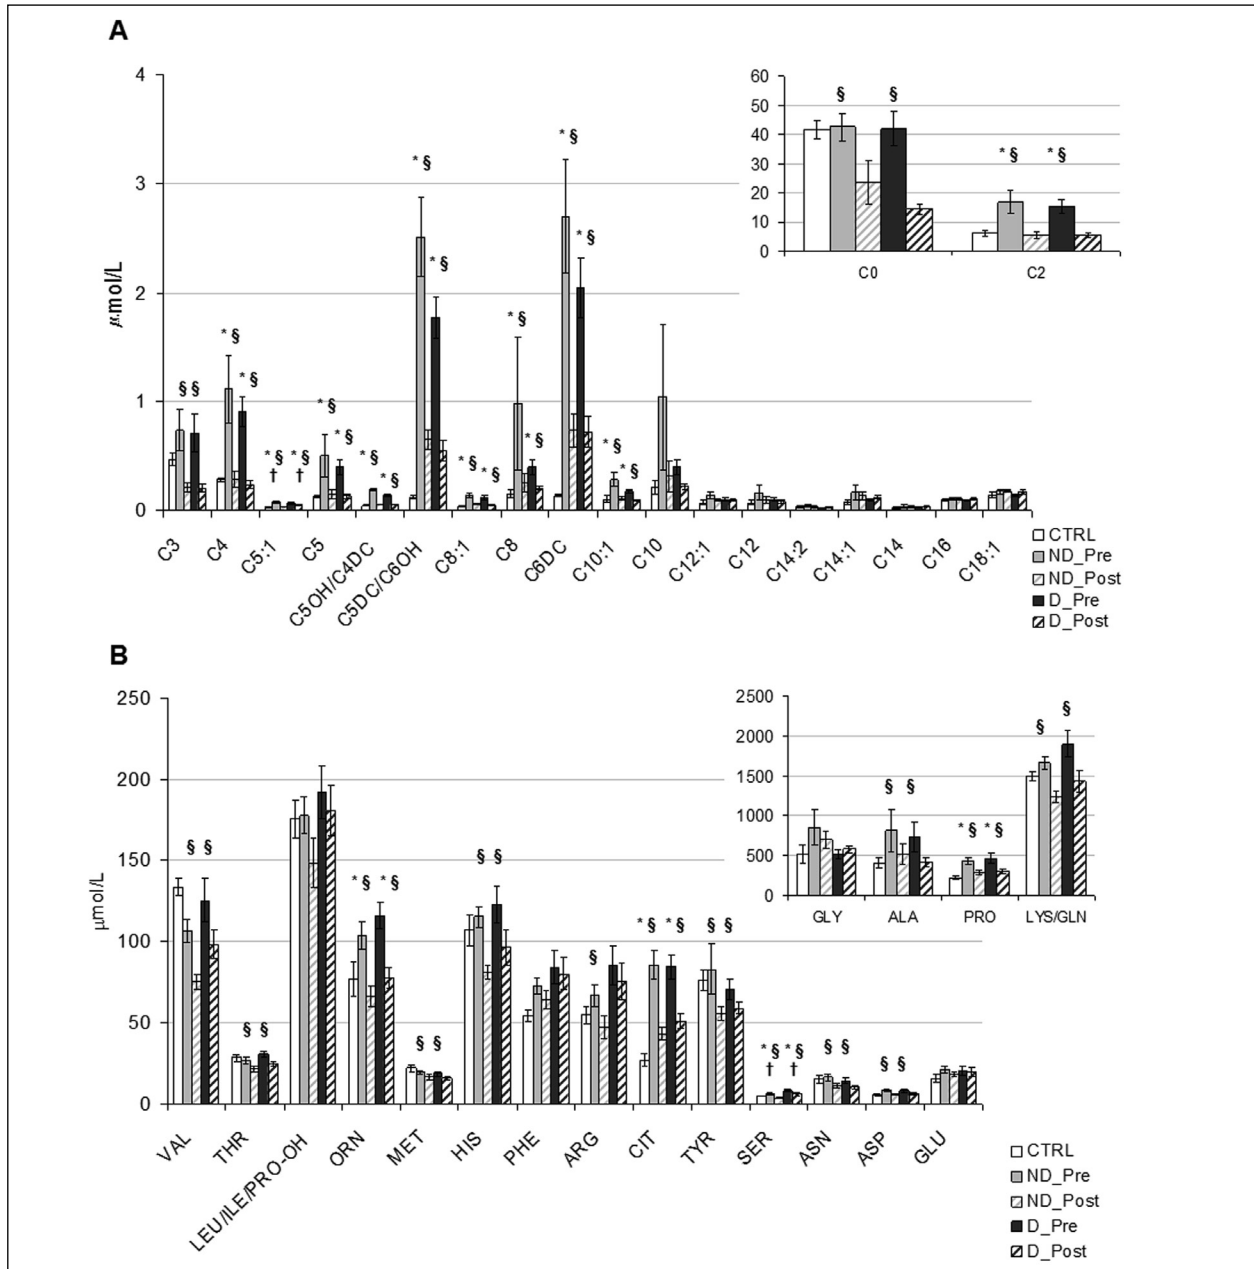 A
4
3
2
1
0
μmol/L
* §
* §
* §
* §
* §
* §
* §
* §
* §
§ §
* §
* §
* §
* §
†
†
* §
* §
* §
* §
* §
* §
* §
C3
C4
C5:1
C5
C5OH/C4DC
C5DC/C6OH
C8:1
C8
C6DC
C10:1
C10
C12:1
C12
C14:2
C14:1
C14
C16
C18:1
60
50
40
30
20
10
0
§ §
* § * §
C0 C2
CTRL
ND_Pre
ND_Post
D_Pre
D_Post
B
250
200
150
100
50
0
μmol/L
§ §
§ §
* § * §
§ §
§ §
§
* § * §
§ §
* § * §
† †
§ §
§ §
VAL
THR
LEU/ILE/PRO-OH
ORN
MET
HIS
PHE
ARG
CIT
TYR
SER
ASN
ASP
GLU
2500
2000
1500
1000
500
0
§ §
* § * §
§ §
GLY ALA PRO LYS/GLN
CTRL
ND_Pre
ND_Post
D_Pre
D_Post